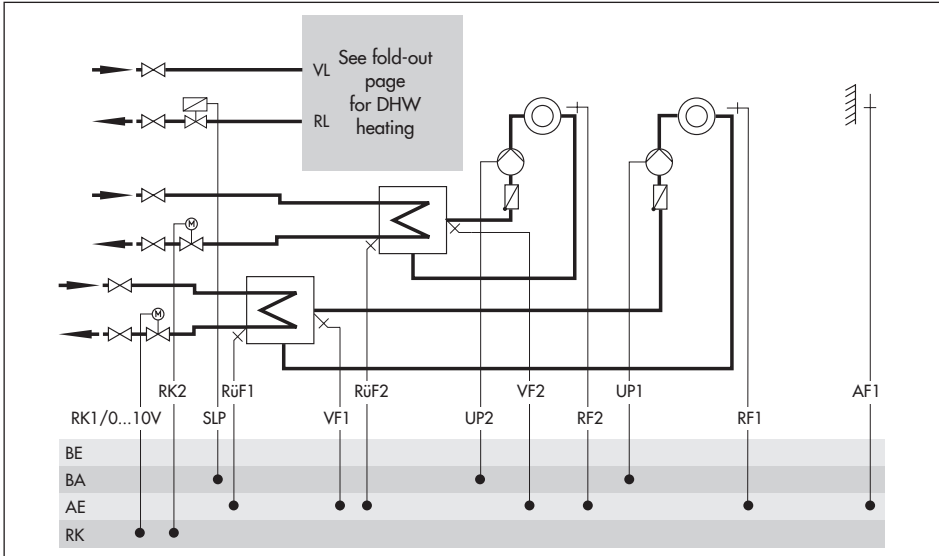 VL
See fold-out
page
for DHW
heating
RL
M
M
RK2
RüF1
RüF2
VF2
UP1
AF1
RK1/0...10V
SLP
VF1
UP2
RF2
RF1
BE
BA
AE
RK